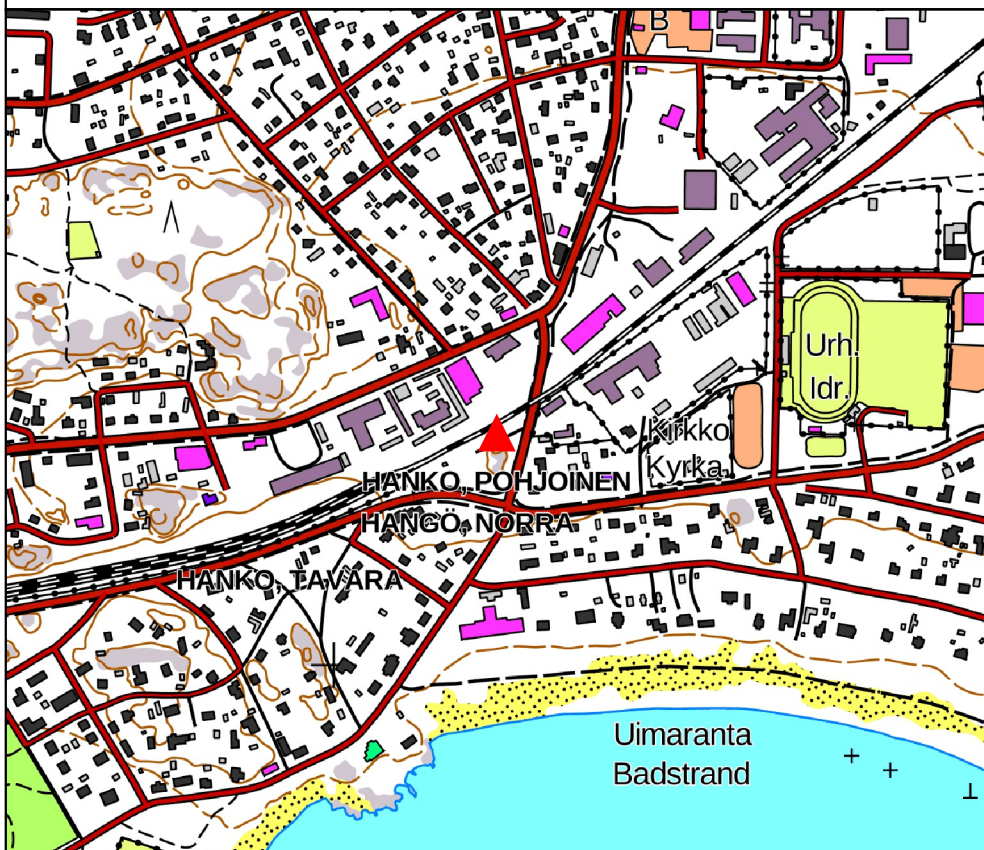 B
Urh.
Idr.
Kirkko
Kyrka
HANKO, POHJOINEN
HANGÖ, NORRA
HANKO, TAVARA
Uimaranta
Badstrand